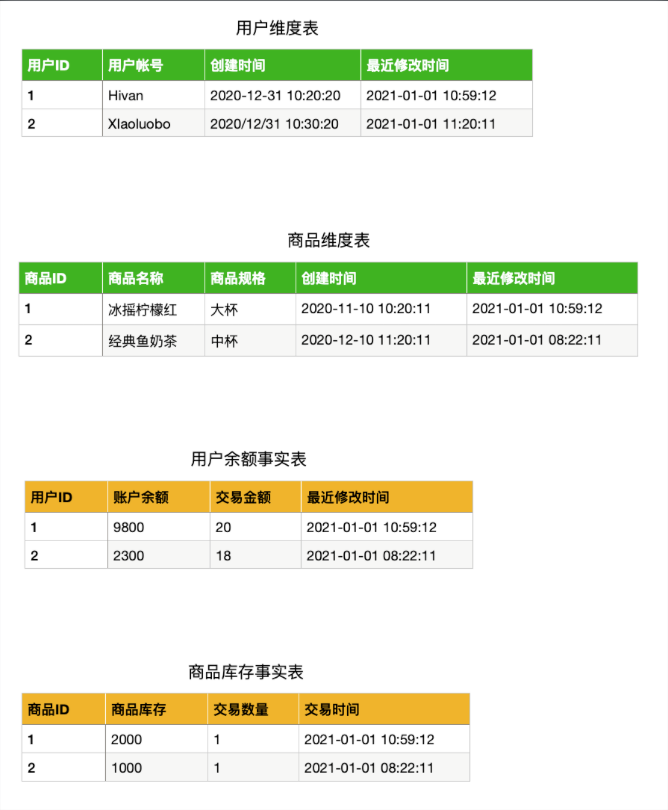 用户维度表
用户ID 用户帐号 创建时间 最近修改时间
1 Hivan 2020-12-31 10:20:20 2021-01-01 10:59:12
2 XIaoluobo 2020/12/31 10:30:20 2021-01-01 11:20:11
商品维度表
商品ID 商品名称 商品规格 创建时间 最近修改时间
1 冰摇柠檬红 大杯 2020-11-10 10:20:11 2021-01-01 10:59:12
2 经典鱼奶茶 中杯 2020-12-10 11:20:11 2021-01-01 08:22:11
用户余额事实表
用户ID 账户余额 交易金额 最近修改时间
1 9800 20 2021-01-01 10:59:12
2 2300 18 2021-01-01 08:22:11
商品库存事实表
商品ID 商品库存 交易数量 交易时间
1 2000 1 2021-01-01 10:59:12
2 1000 1 2021-01-01 08:22:11